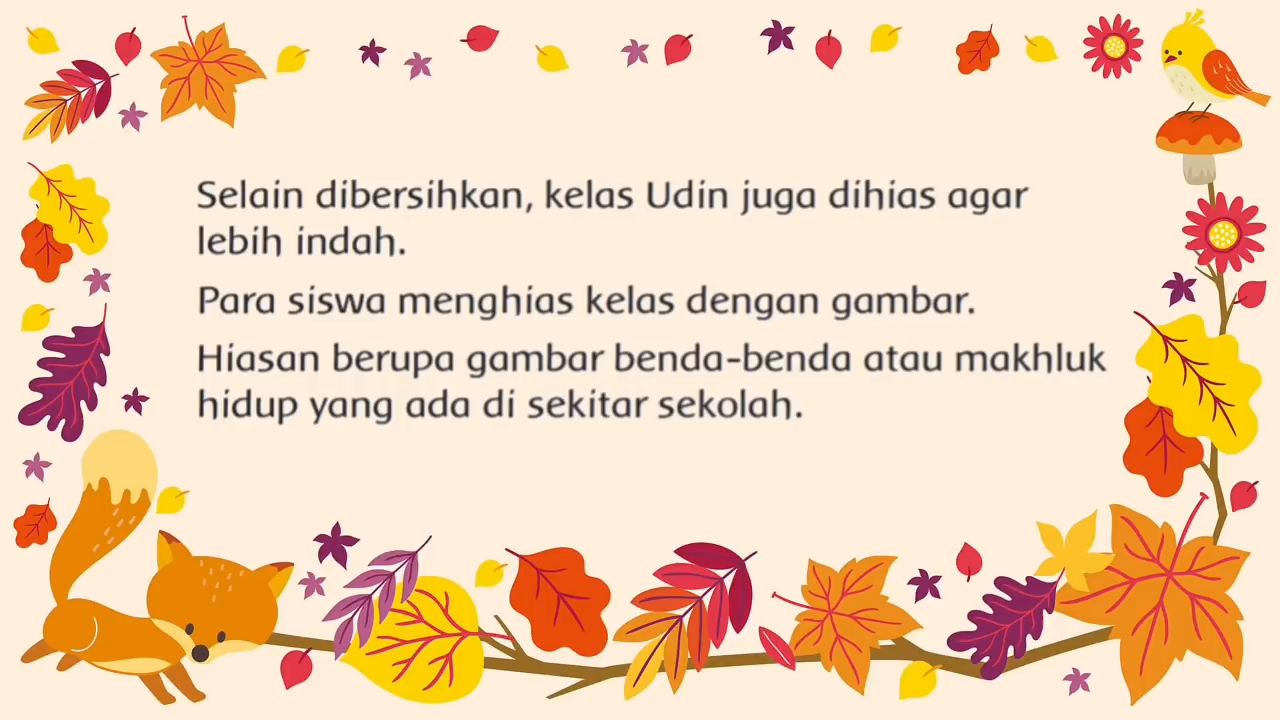 Selain dibersihkan, kelas Udin juga dihias agar
lebih indah.
Para siswa menghias kelas dengan gambar.
Hiasan berupa gambar benda-benda atau makhluk
hidup yang ada di sekitar sekolah.